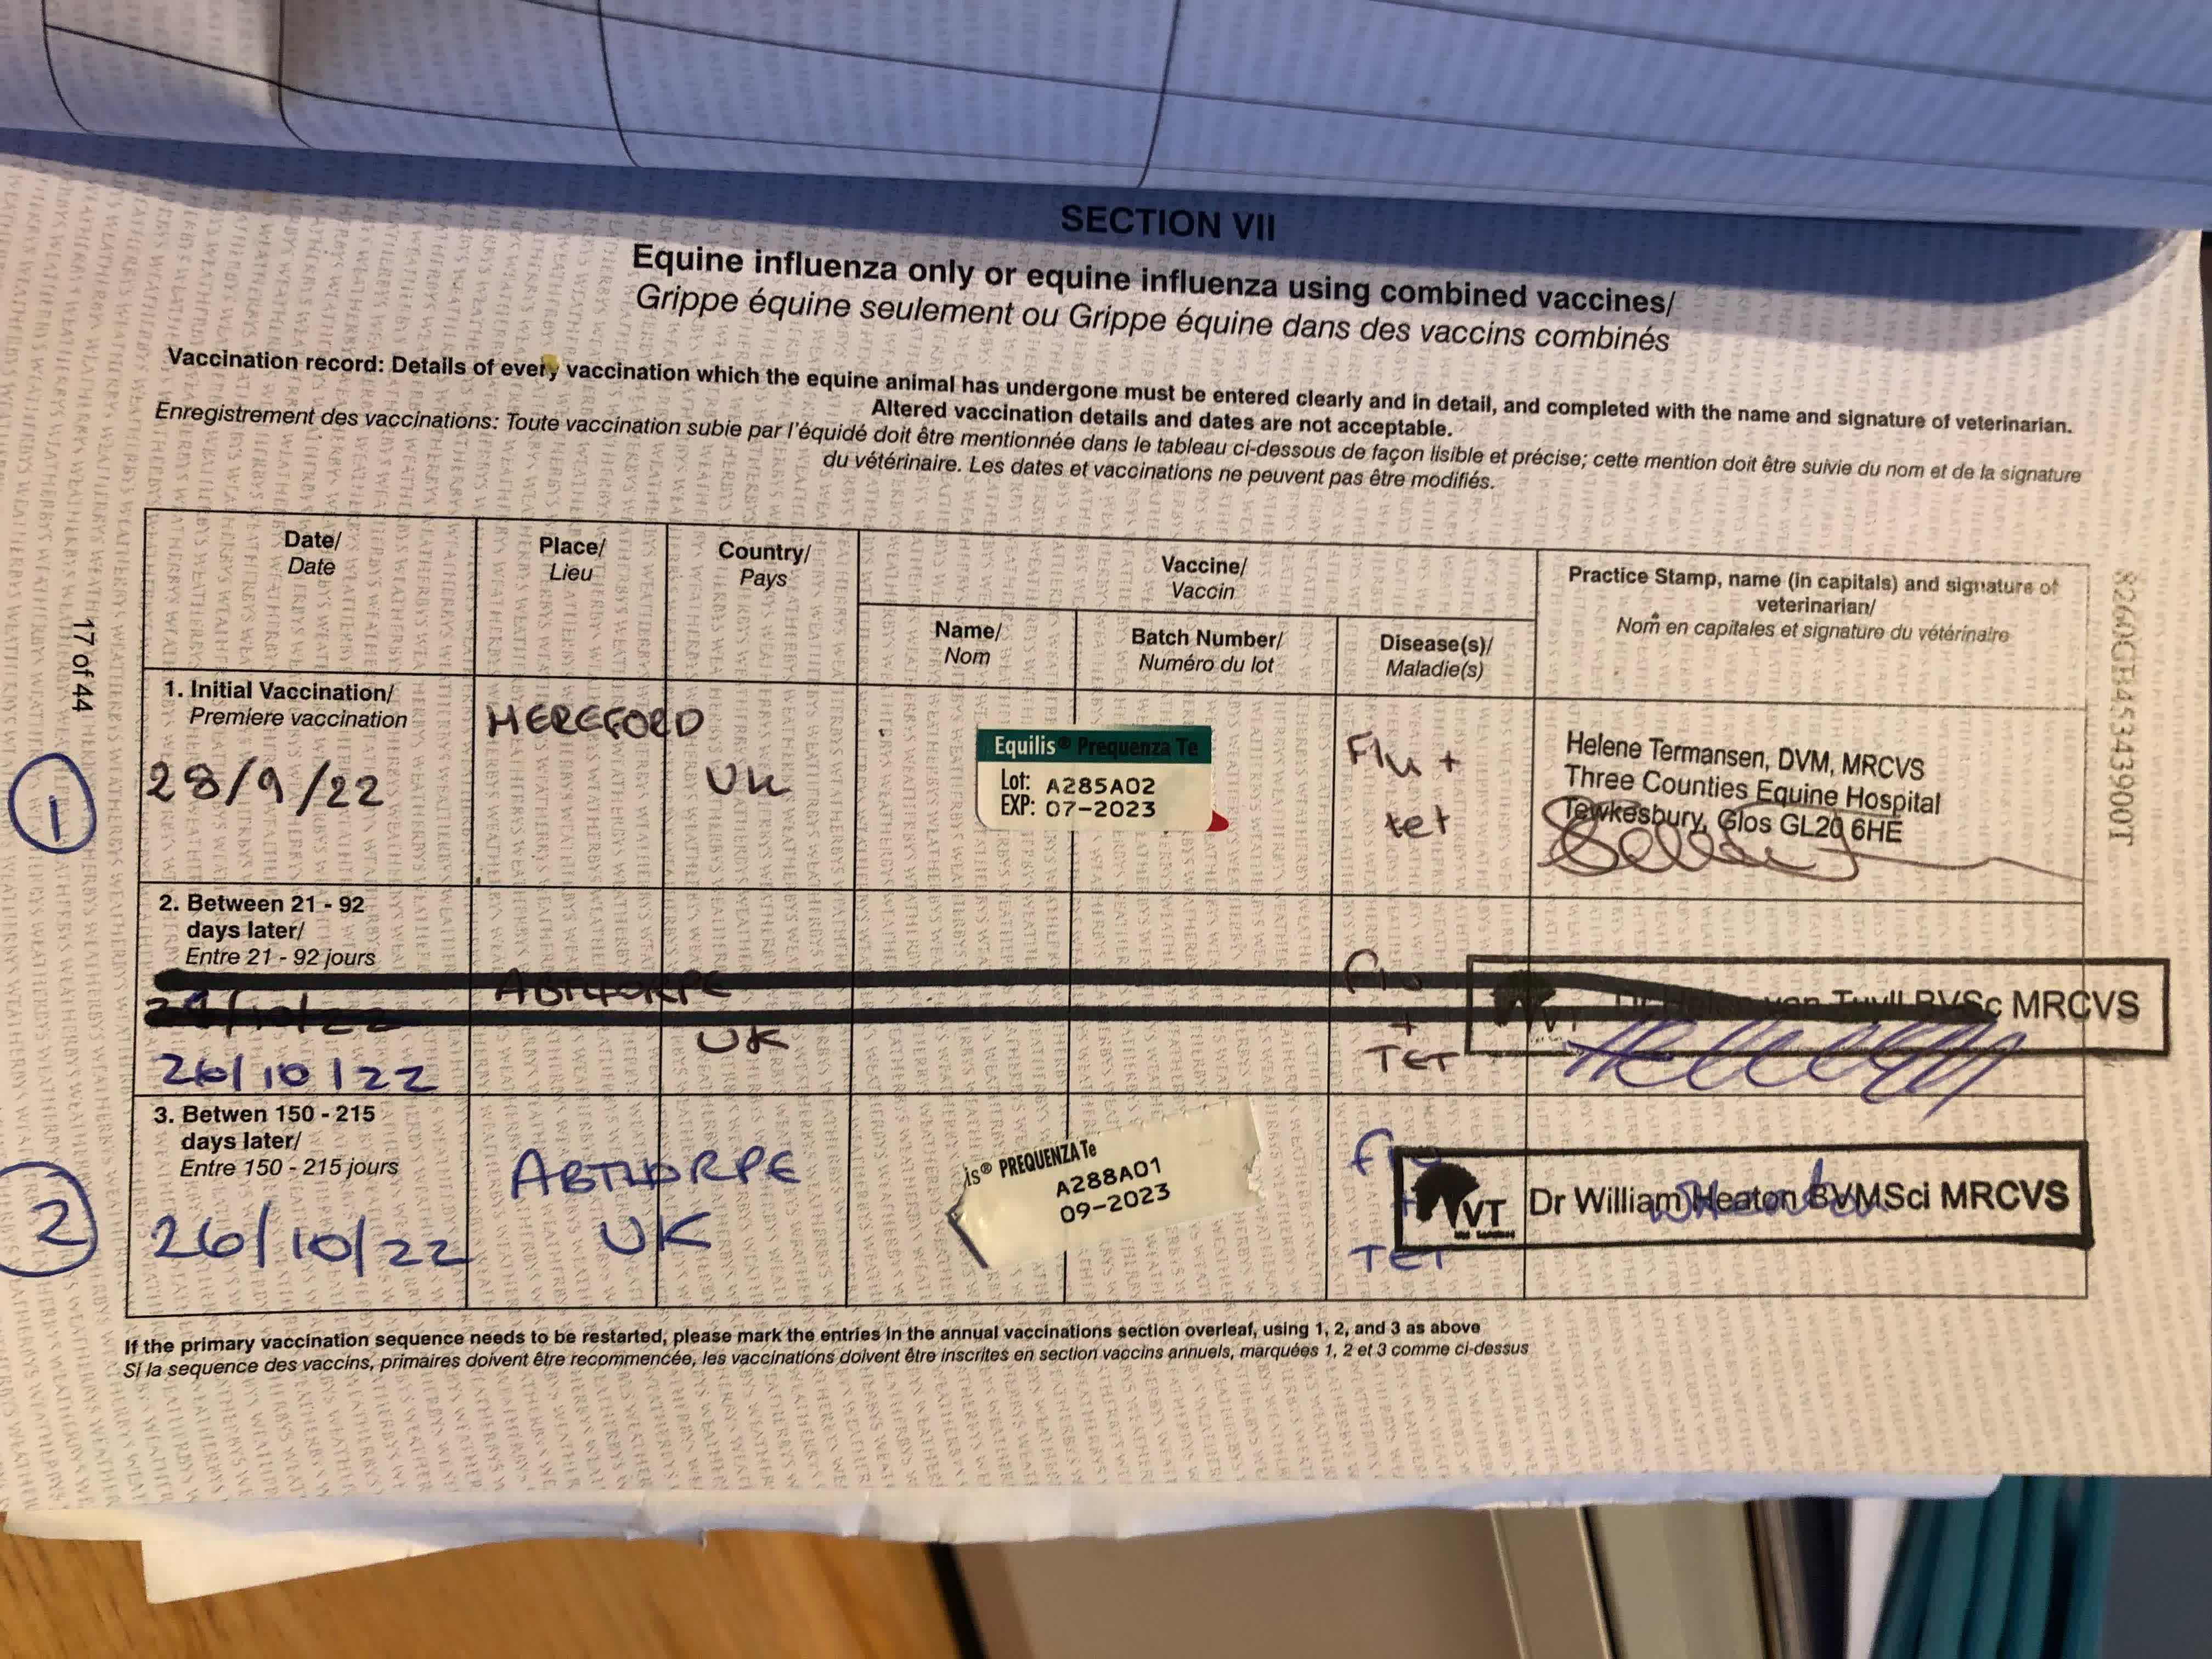 SECTION VII
Equine influenza only or equine influenza using combined vaccines/
Grippe équine seulement ou Grippe équine dans des vaccins combinés
Vaccination record: Details of every vaccination which the equine animal has undergone must be entered clearly and in detail, and completed with the name and signature of veterinarian.
Altered vaccination details and dates are not acceptable.
Enregistrement des vaccinations: Toute vaccination subie par l'équidé doit être mentionnée dans le tableau ci-dessous de façon lisible et précise; cette mention doit être suivie du nom et de la signature
du vétérinaire. Les dates et vaccinations ne peuvent pas être modifiés.
Date/
Date
Place/
Lieu
Country/
Pays
Vaccine/
Vaccin
Name/
Nom
Batch Number/
Numéro du lot
Disease(s)/
Maladie(s)
Practice Stamp, name (in capitals) and signature of
veterinarian/
Nom en capitales et signature du vétérinaire
17 of 44
1
1. Initial Vaccination/
Premiere vaccination
28/9/22
HEREFORD
UK
Equilis® Prequenza Te
Lot: A285A02
EXP: 07-2023
Flu +
tet
Helene Termansen, DVM, MRCVS
Three Counties Equine Hospital
Tewkesbury, Glos GL20 6HE
2. Between 21 - 92
days later/
Entre 21 - 92 jours
26/10/22
ABTHORPE
UK
Flu
+
TET
Dr van Tuyll BVSc MRCVS
2
3. Betwen 150 - 215
days later/
Entre 150 - 215 jours
26/10/22
ABTHORPE
UK
is® PREQUENZA Te
A288A01
09-2023
Flu
+
TET
VT
Dr William Heaton BVMSci MRCVS
If the primary vaccination sequence needs to be restarted, please mark the entries in the annual vaccinations section overleaf, using 1, 2, and 3 as above
Si la sequence des vaccins, primaires doivent être recommencée, les vaccinations doivent être inscrites en section vaccins annuels, marquées 1, 2 et 3 comme ci-dessus
WEATHERBYS